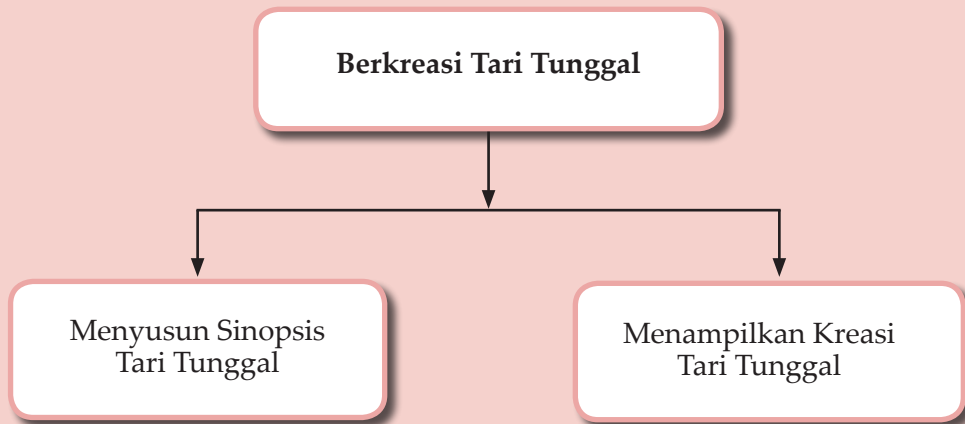 Berkreasi Tari Tunggal
Menyusun Sinopsis
Tari Tunggal
Menampilkan Kreasi
Tari Tunggal